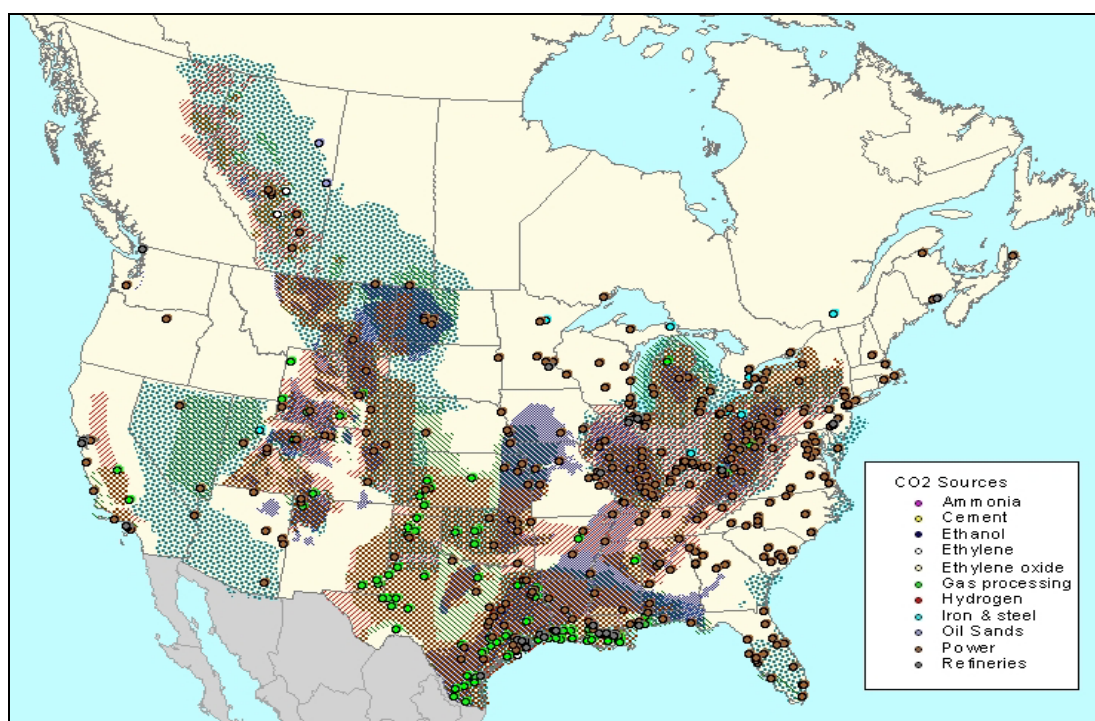 CO2 Sources
Ammonia
Cement
Ethanol
Ethylene
Ethylene oxide
Gas processing
Hydrogen
Iron & steel
Oil Sands
Power
Refineries